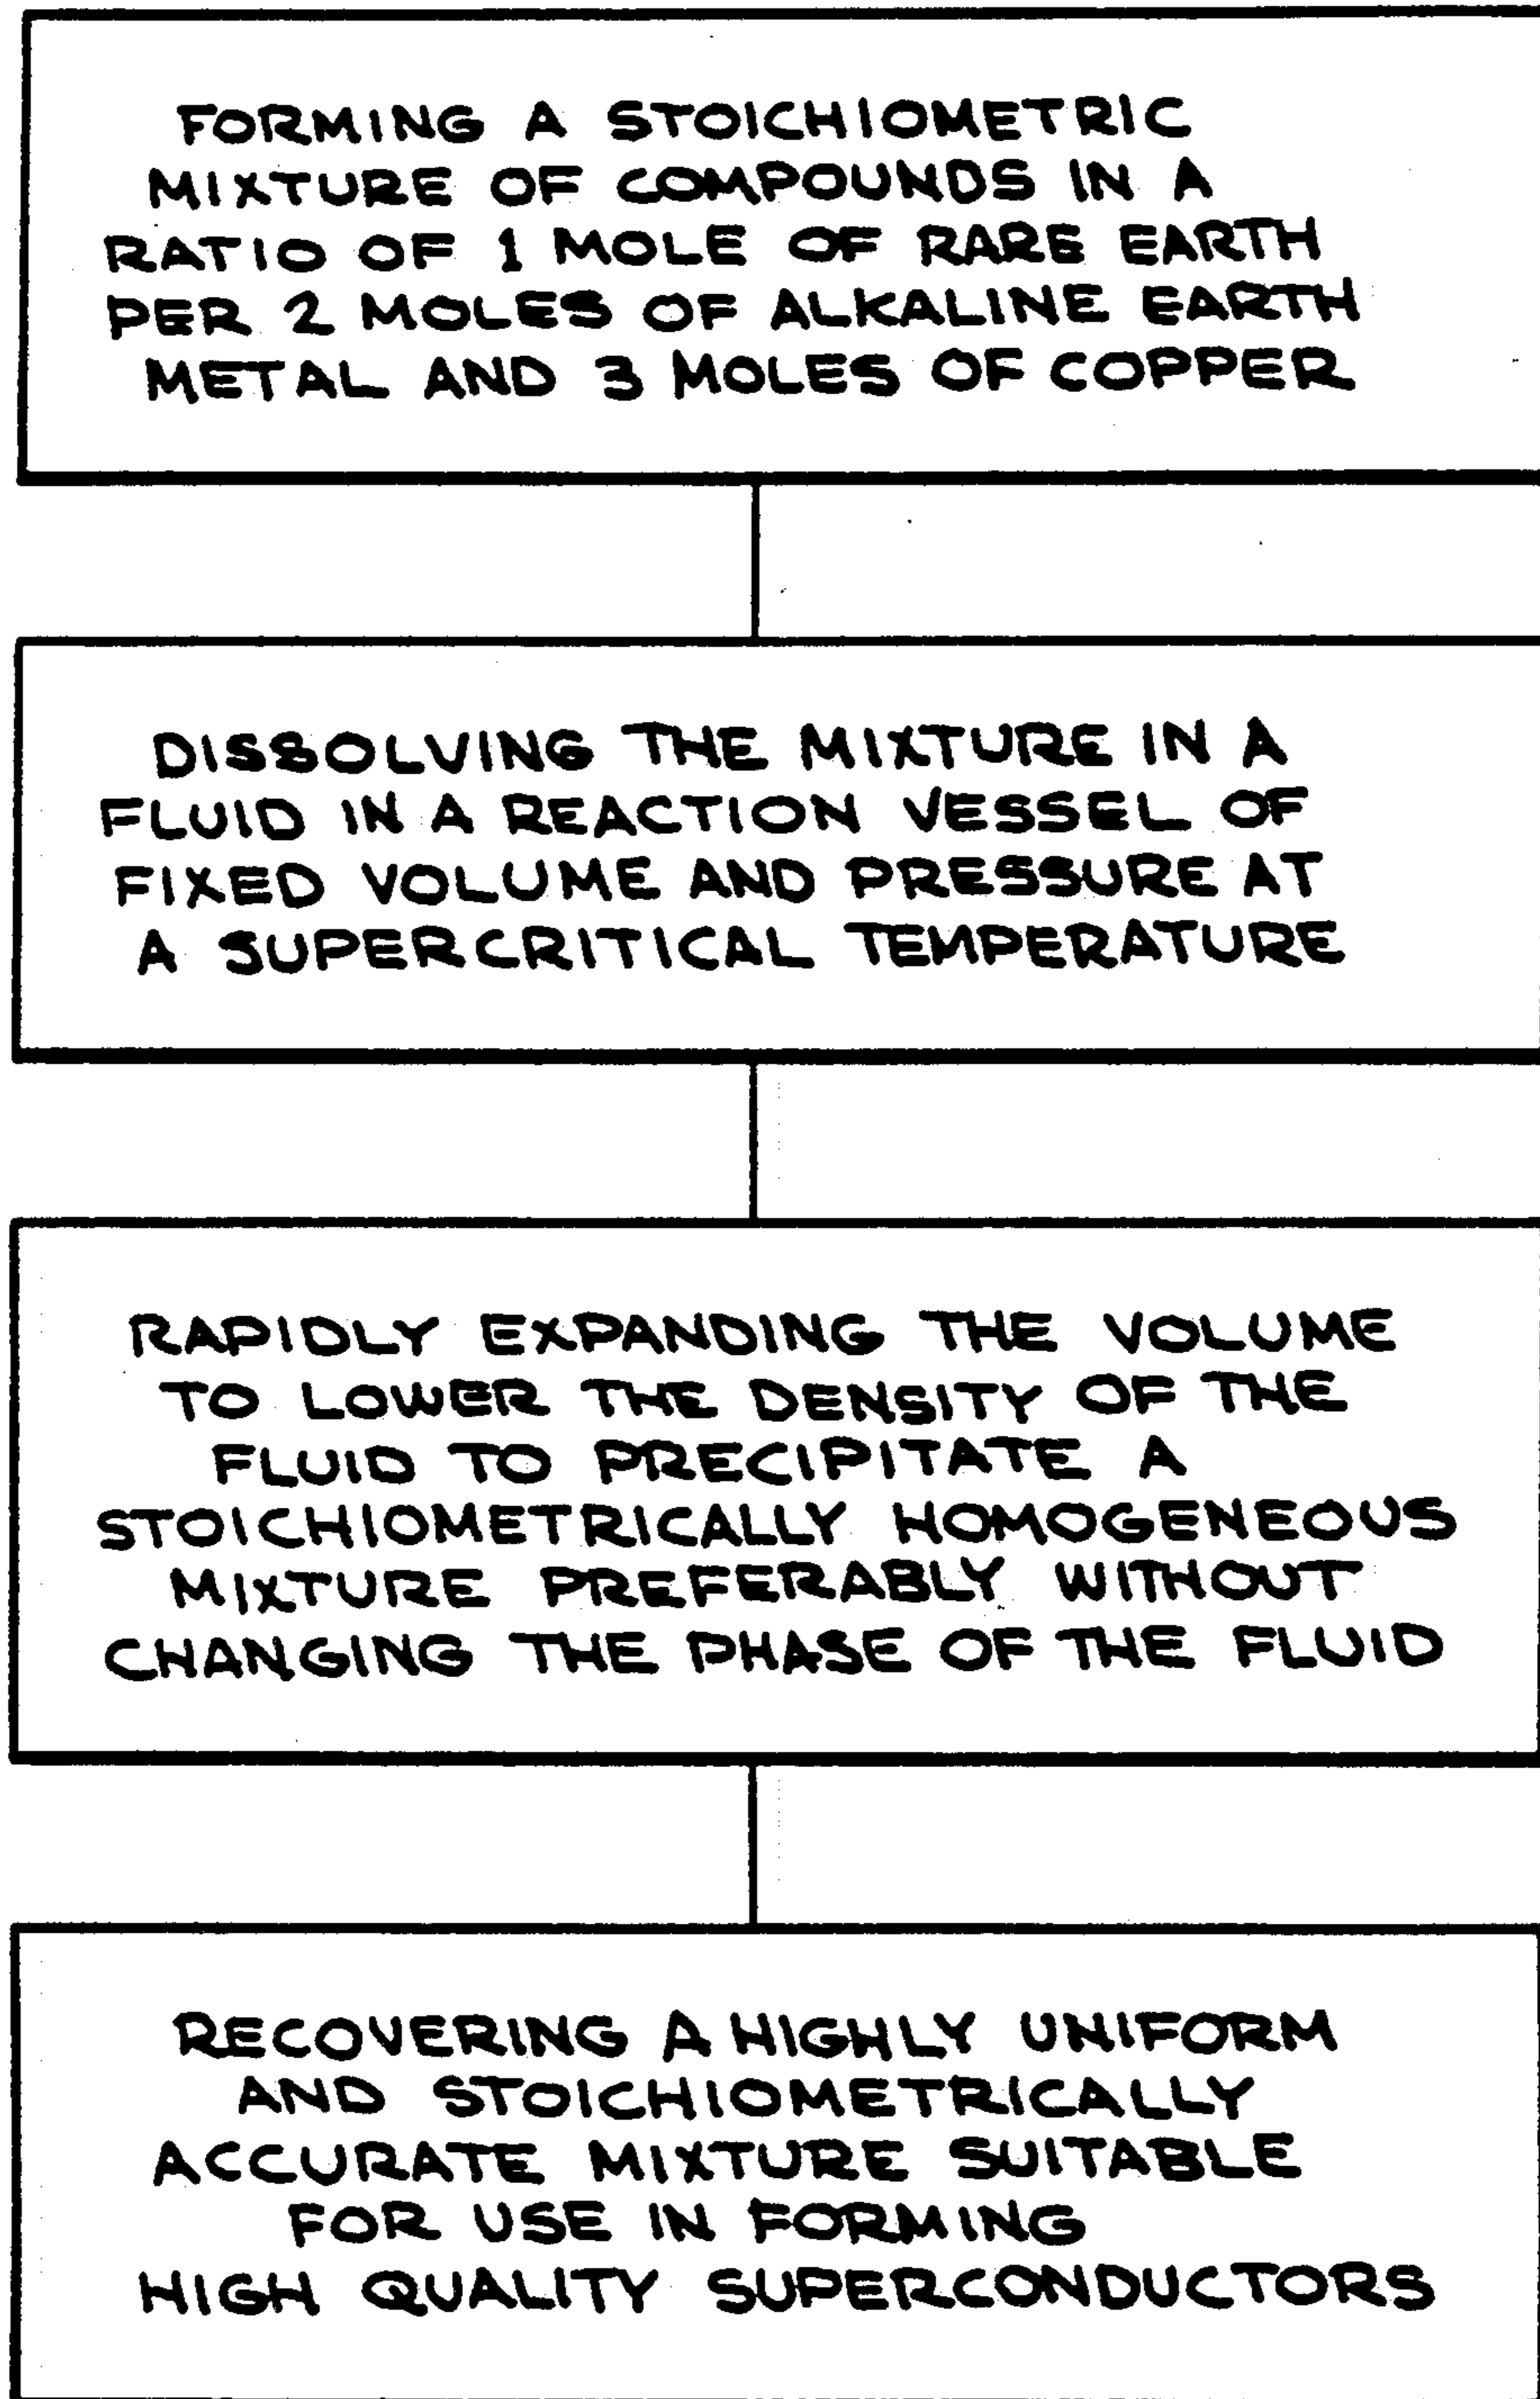 FORMING A STOICHIOMETRIC
MIXTURE OF COMPOUNDS IN A
RATIO OF 1 MOLE OF RARE EARTH
PER 2 MOLES OF ALKALINE EARTH
METAL AND 3 MOLES OF COPPER
DISSOLVING THE MIXTURE IN A
FLUID IN A REACTION VESSEL OF
FIXED VOLUME AND PRESSURE AT
A SUPERCRITICAL TEMPERATURE
RAPIDLY EXPANDING THE VOLUME
TO LOWER THE DENSITY OF THE
FLUID TO PRECIPITATE A
STOICHIOMETRICALLY HOMOGENEOUS
MIXTURE PREFERABLY WITHOUT
CHANGING THE PHASE OF THE FLUID
RECOVERING A HIGHLY UNIFORM
AND STOICHIOMETRICALLY
ACCURATE MIXTURE SUITABLE
FOR USE IN FORMING
HIGH QUALITY SUPERCONDUCTORS